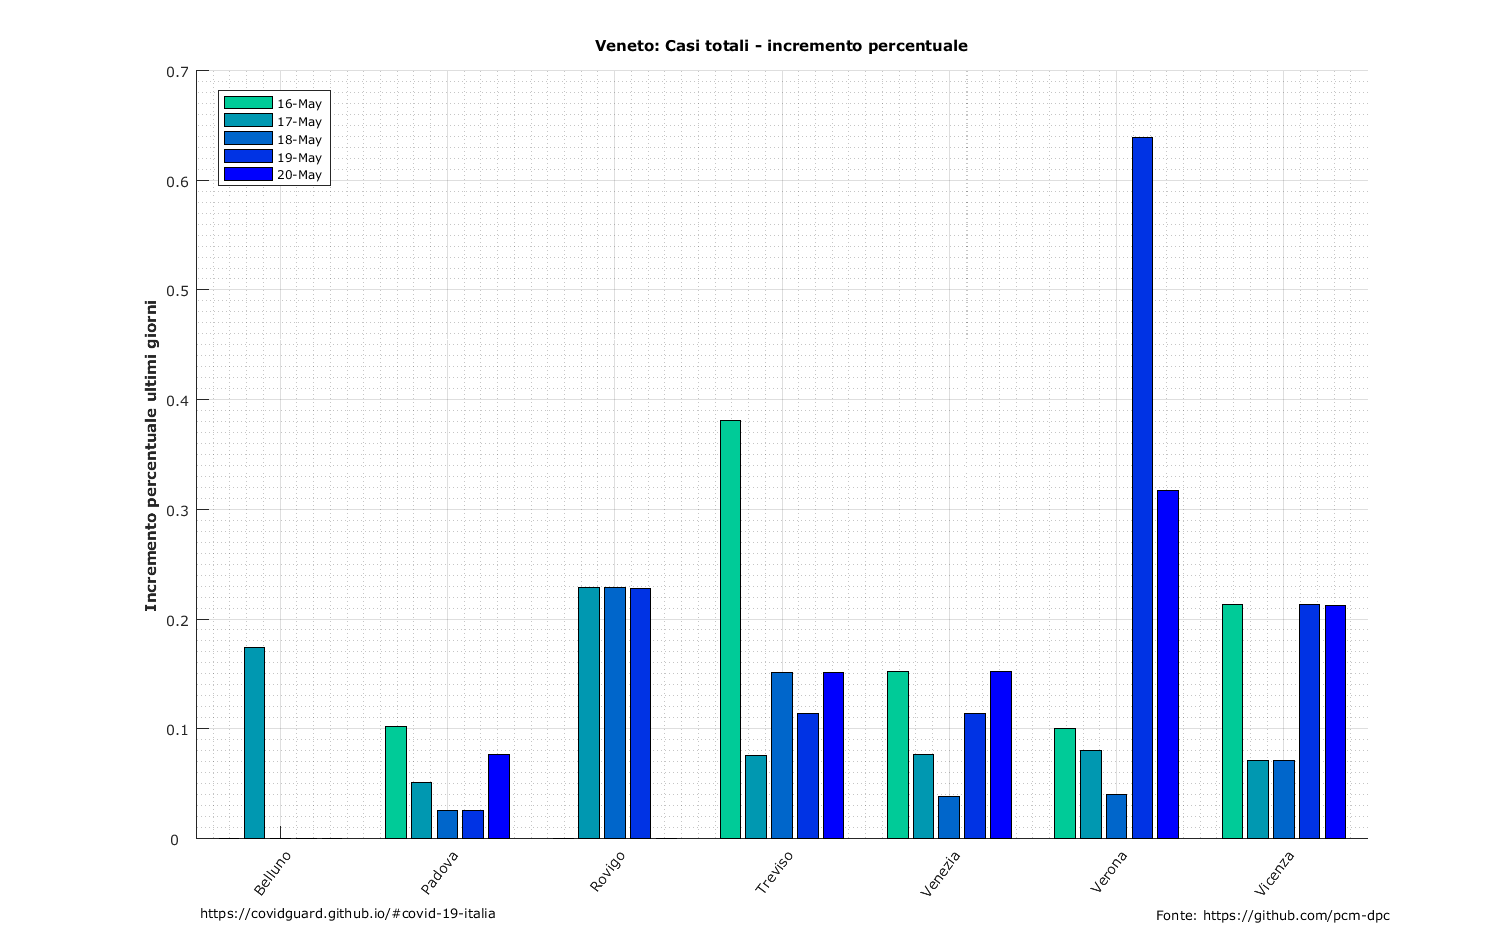 Veneto: Casi totali - incremento percentuale
0.7
0.6
0.5
0.4
0.3
0.2
0.1
0
Incremento percentuale ultimi giorni
16-May
17-May
18-May
19-May
20-May
Belluno
Padova
Rovigo
Treviso
Venezia
Verona
Vicenza
https://covidguard.github.io/#covid-19-italia
Fonte: https://github.com/pcm-dpc